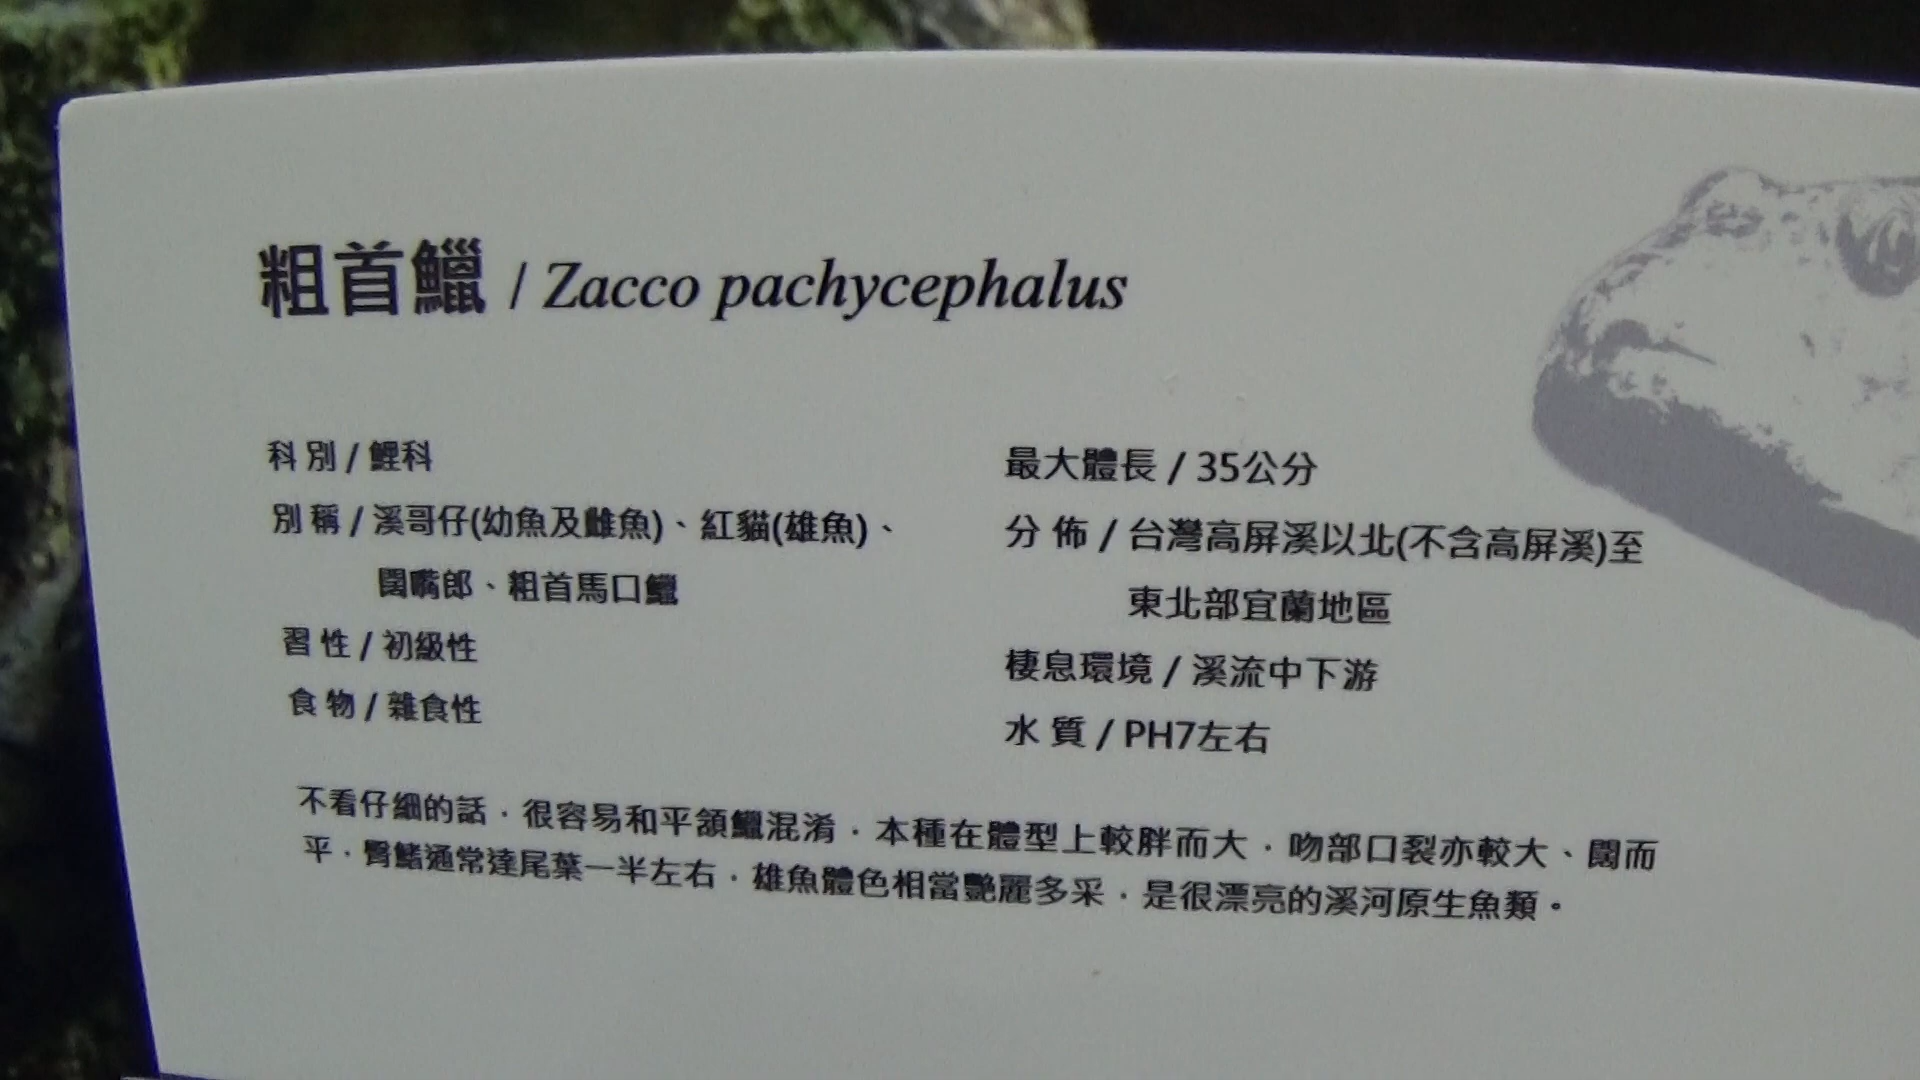 粗首鱲 / Zacco pachycephalus
科 別 / 鯉科
別 稱 / 溪哥仔(幼魚及雌魚)、紅貓(雄魚)、
闊嘴郎、粗首馬口鱲
習 性 / 初級性
食 物 / 雜食性
最大體長 / 35公分
分 佈 / 台灣高屏溪以北(不含高屏溪)至
東北部宜蘭地區
棲息環境 / 溪流中下游
水 質 / PH7左右
不看仔細的話，很容易和平頷鱲混淆，本種在體型上較胖而大，吻部口裂亦較大、闊而
平，臀鰭通常達尾葉一半左右，雄魚體色相當艷麗多采，是很漂亮的溪河原生魚類。